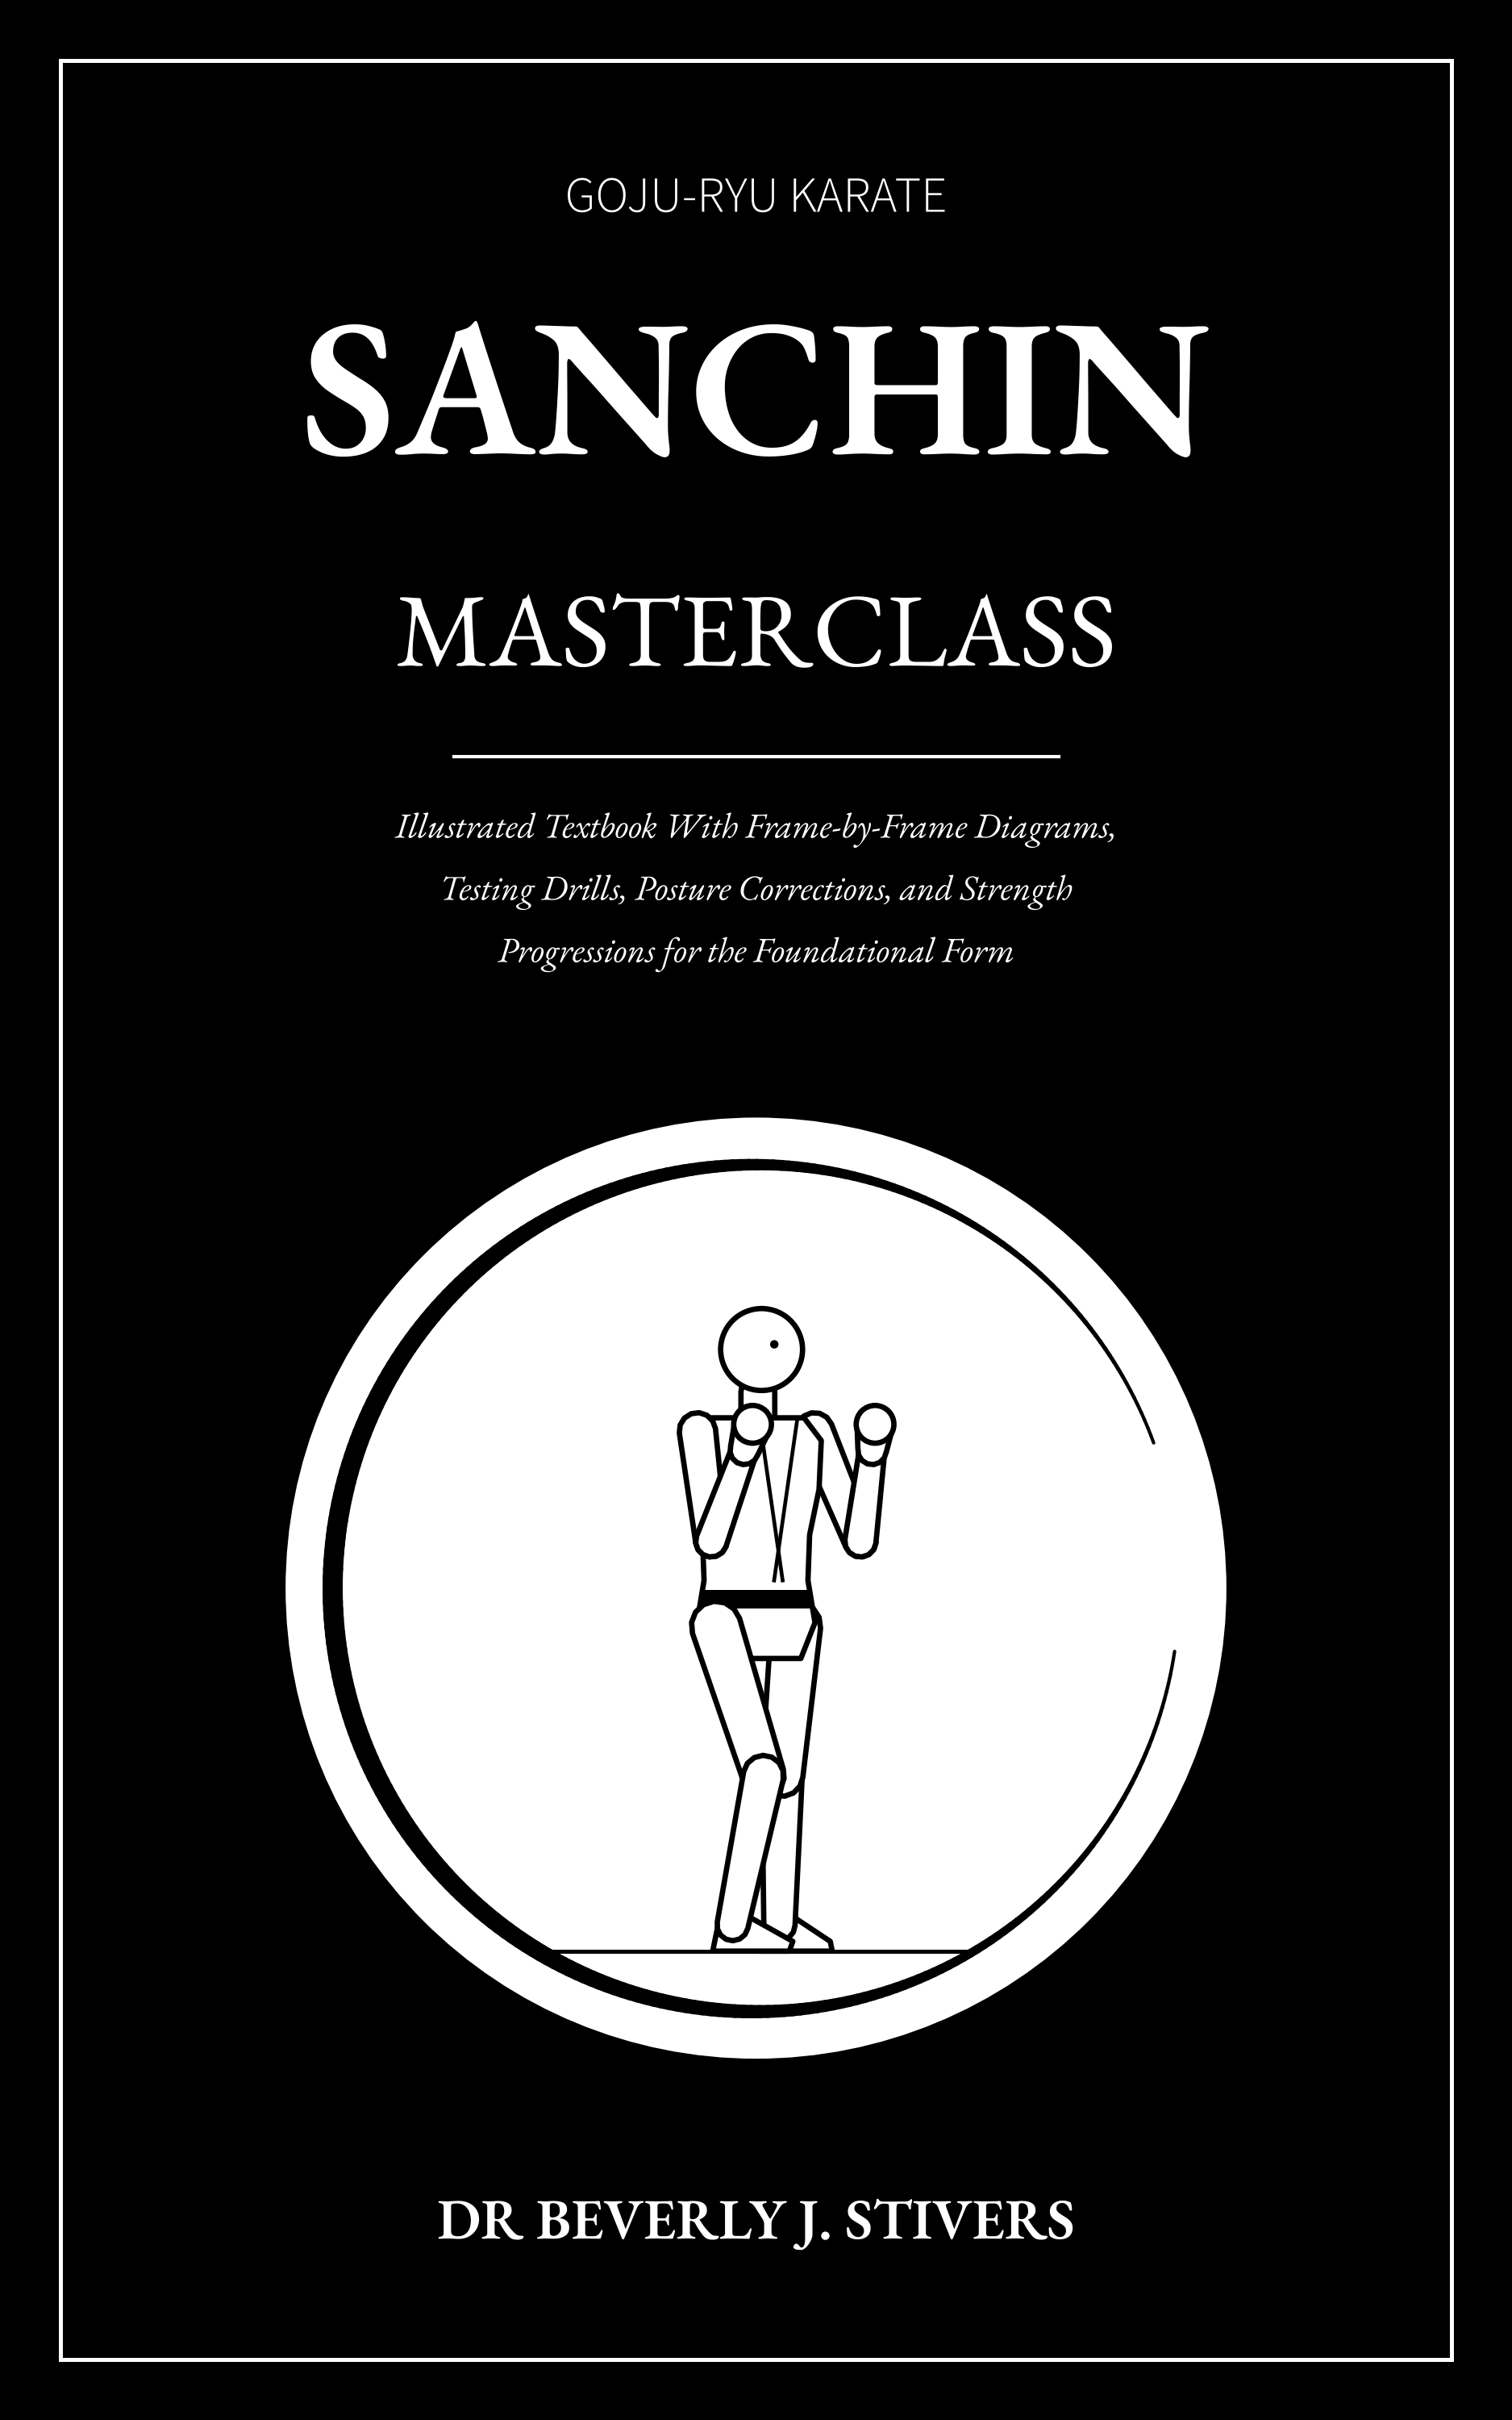 GOJU-RYU KARATE
SANCHIN
MASTERCLASS
Illustrated Textbook With Frame-by-Frame Diagrams,
Testing Drills, Posture Corrections, and Strength
Progressions for the Foundational Form
DR BEVERLY J. STIVERS